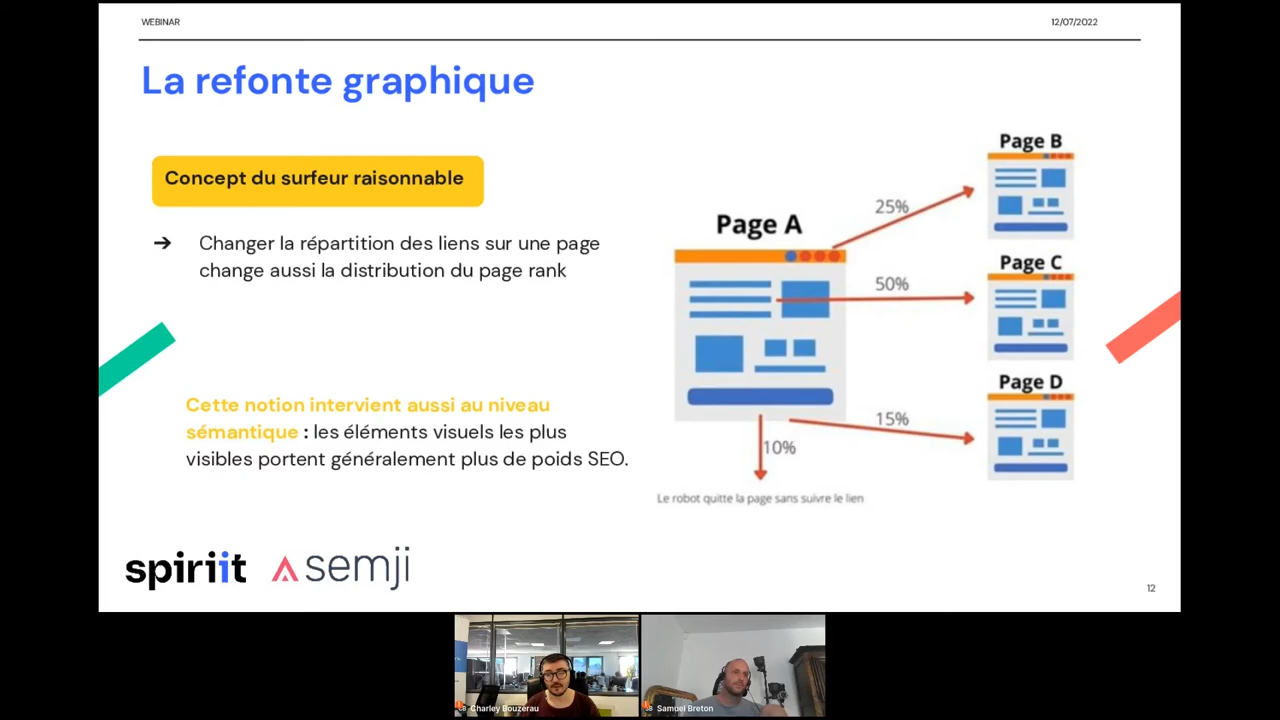 WEBINAR
12/07/2022
La refonte graphique
Concept du surfeur raisonnable
➔ Changer la répartition des liens sur une page
change aussi la distribution du page rank
Cette notion intervient aussi au niveau
sémantique : les éléments visuels les plus
visibles portent généralement plus de poids SEO.
Page A
25%
50%
15%
10%
Page B
Page C
Page D
Le robot quitte la page sans suivre le lien
spiriit semji
12
Charley Bouzerau
Samuel Breton